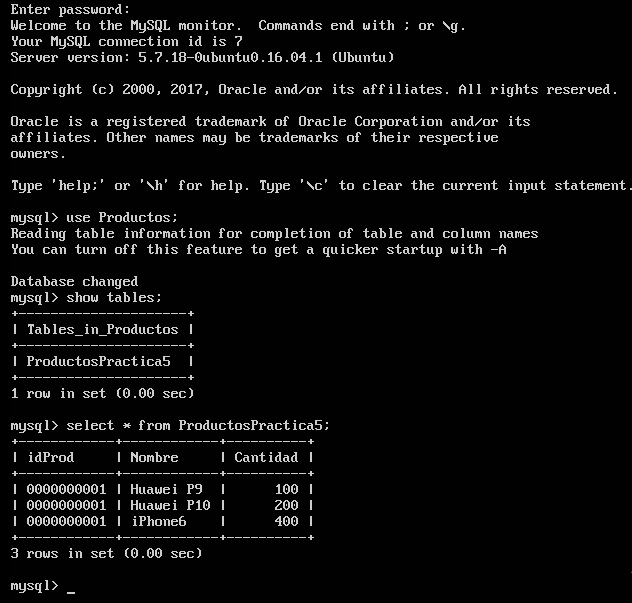 Enter password:
Welcome to the MySQL monitor.  Commands end with ; or \g.
Your MySQL connection id is 7
Server version: 5.7.18-0ubuntu0.16.04.1 (Ubuntu)
Copyright (c) 2000, 2017, Oracle and/or its affiliates. All rights reserved.
Oracle is a registered trademark of Oracle Corporation and/or its
affiliates. Other names may be trademarks of their respective
owners.
Type 'help;' or '\h' for help. Type '\c' to clear the current input statement.
mysql> use Productos;
Reading table information for completion of table and column names
You can turn off this feature to get a quicker startup with -A
Database changed
mysql> show tables;
+---------------------+
| Tables_in_Productos |
+---------------------+
| ProductosPractica5  |
+---------------------+
1 row in set (0.00 sec)
mysql> select * from ProductosPractica5;
+------------+------------+----------+
| idProd     | Nombre     | Cantidad |
+------------+------------+----------+
| 0000000001 | Huawei P9  |      100 |
| 0000000001 | Huawei P10 |      200 |
| 0000000001 | iPhone6    |      400 |
+------------+------------+----------+
3 rows in set (0.00 sec)
mysql> _